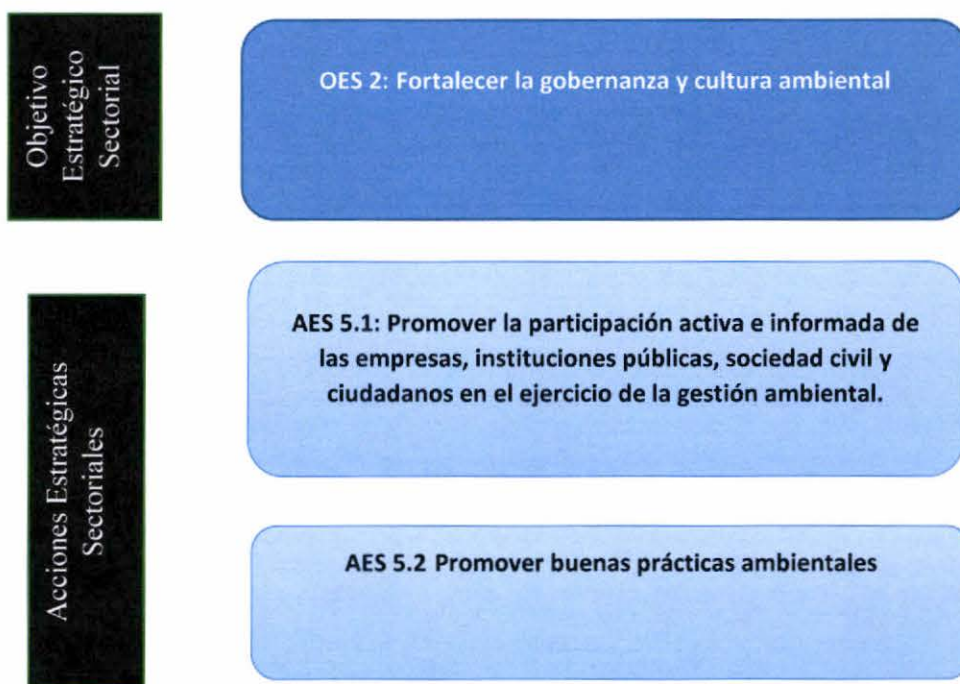 Objetivo
Estratégico
Sectorial
OES 2: Fortalecer la gobernanza y cultura ambiental
Acciones Estratégicas
Sectoriales
AES 5.1: Promover la participación activa e informada de
las empresas, instituciones públicas, sociedad civil y
ciudadanos en el ejercicio de la gestión ambiental.
AES 5.2 Promover buenas prácticas ambientales